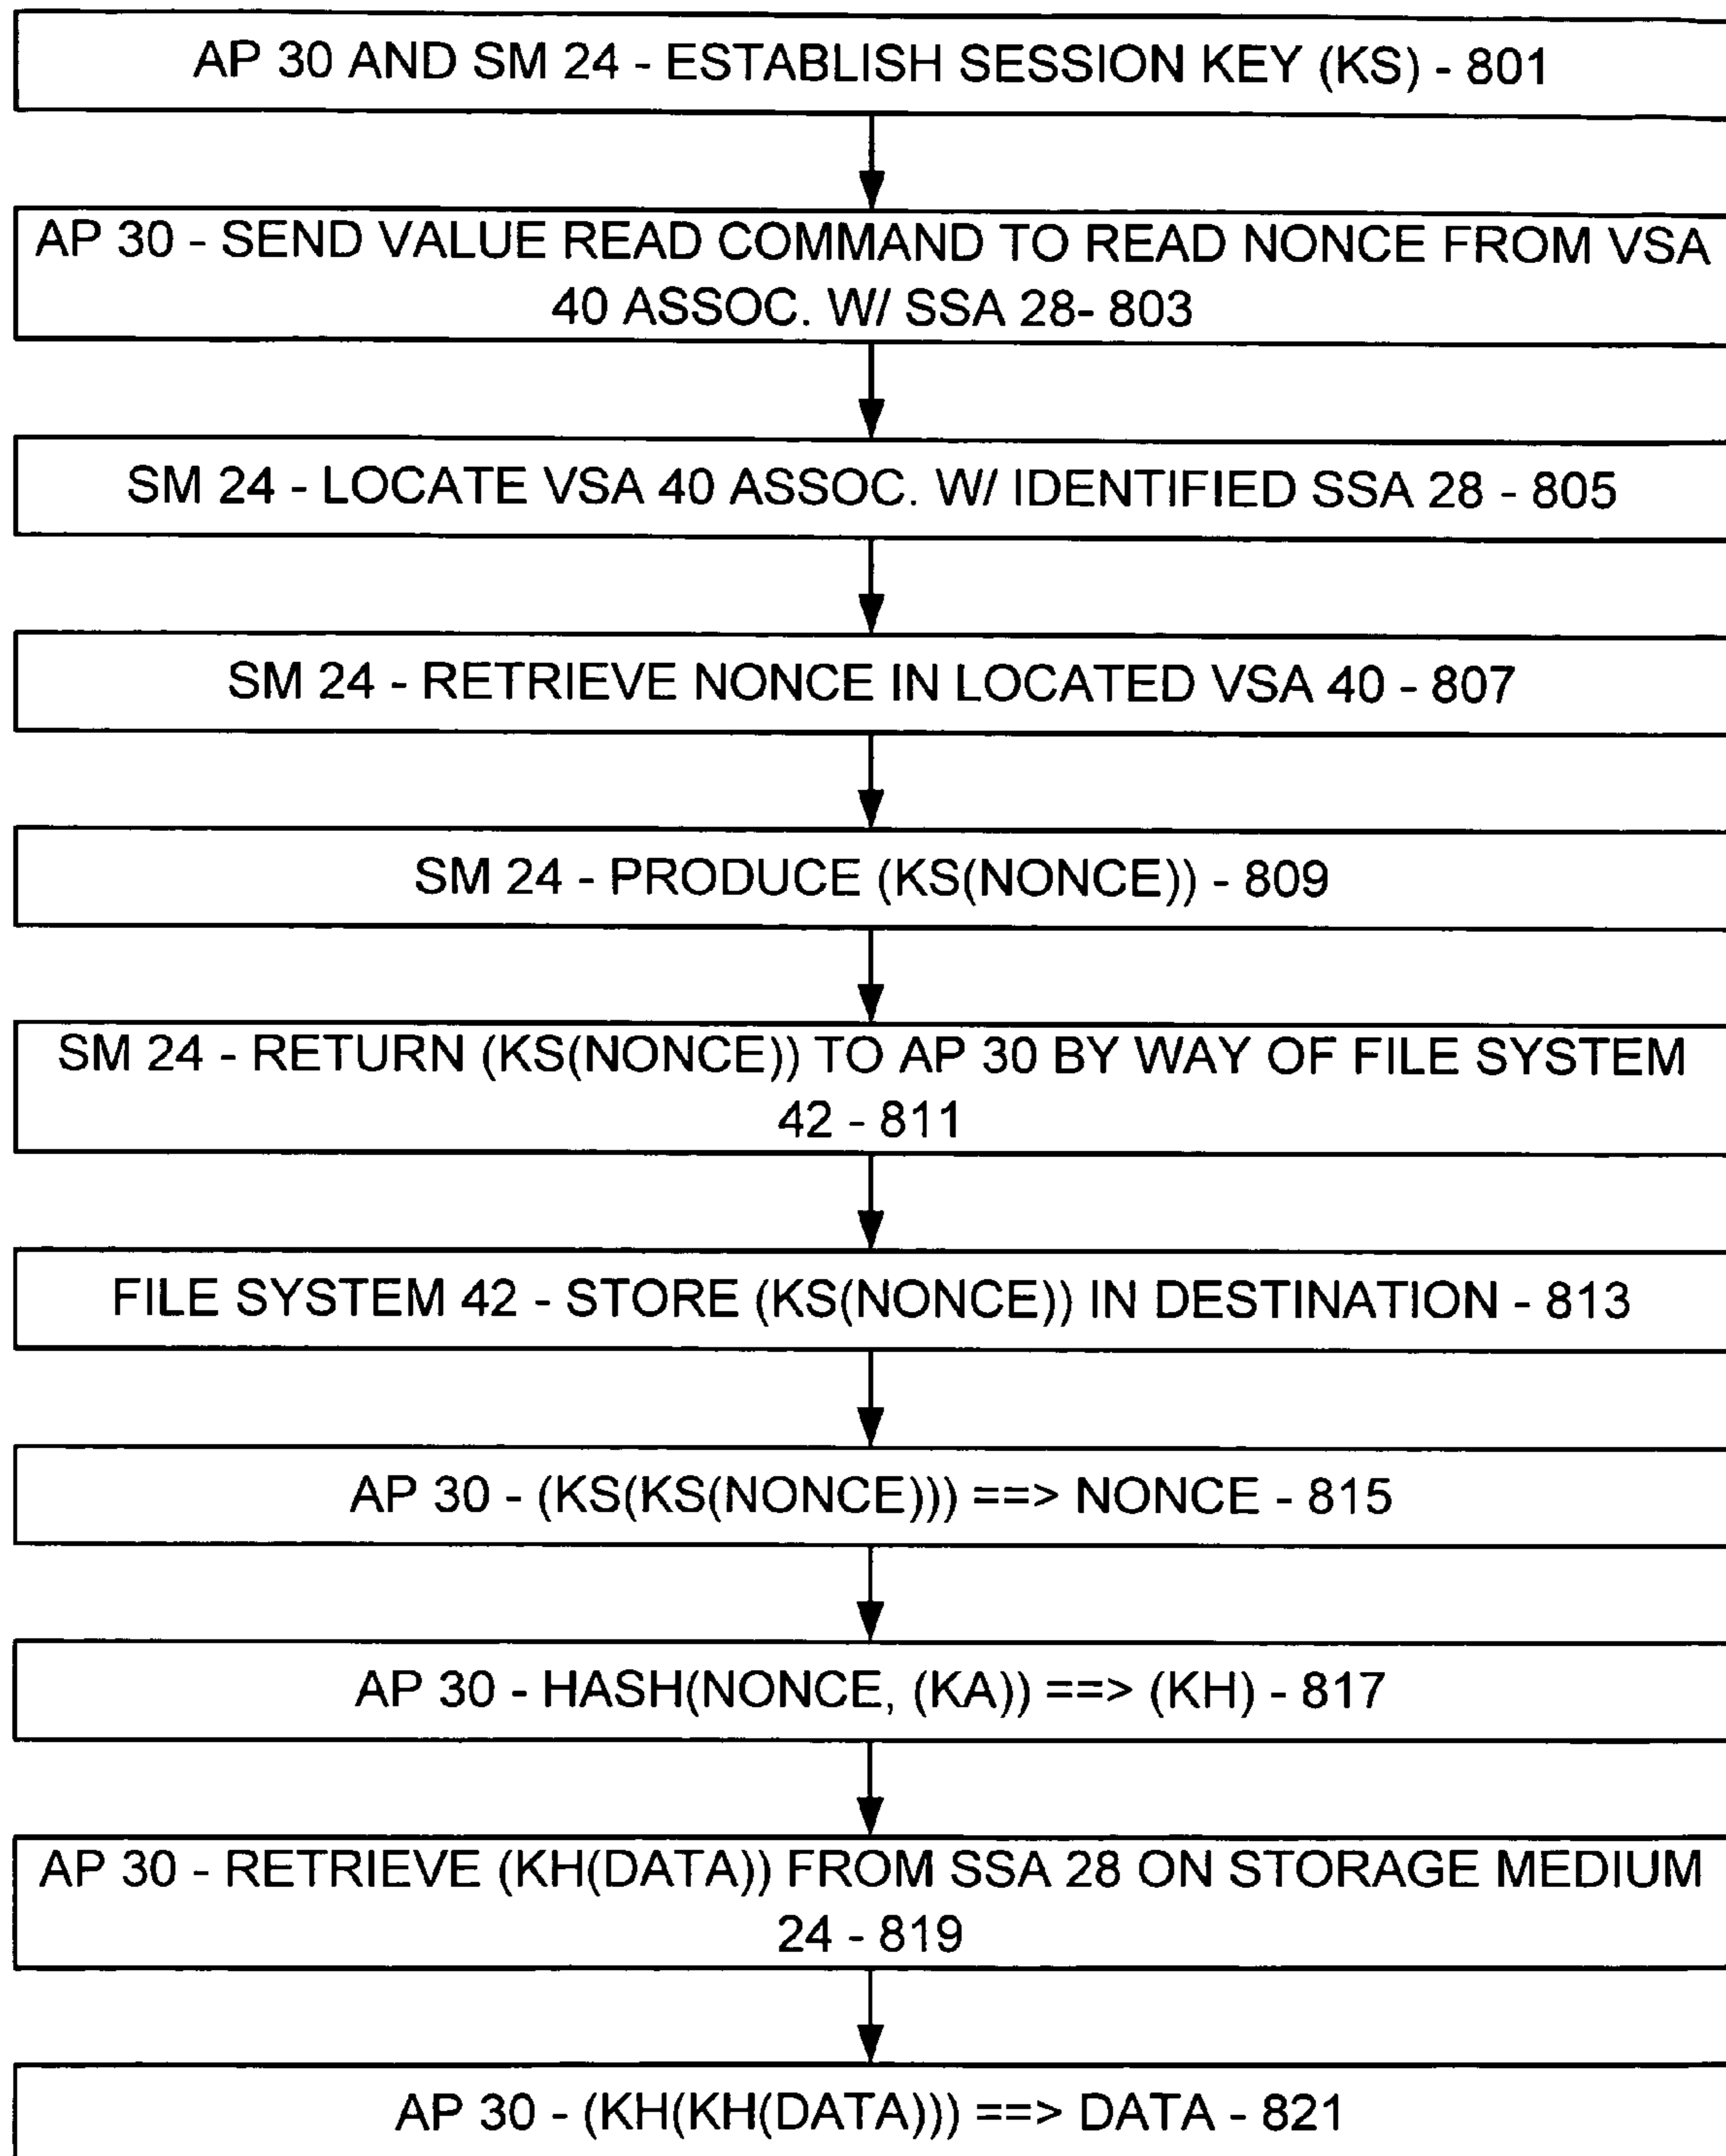 AP 30 AND SM 24 - ESTABLISH SESSION KEY (KS) - 801
AP 30 - SEND VALUE READ COMMAND TO READ NONCE FROM VSA
40 ASSOC. W/ SSA 28- 803
SM 24 - LOCATE VSA 40 ASSOC. W/ IDENTIFIED SSA 28 - 805
SM 24 - RETRIEVE NONCE IN LOCATED VSA 40 - 807
SM 24 - PRODUCE (KS(NONCE)) - 809
SM 24 - RETURN (KS(NONCE)) TO AP 30 BY WAY OF FILE SYSTEM
42 - 811
FILE SYSTEM 42 - STORE (KS(NONCE)) IN DESTINATION - 813
AP 30 - (KS(KS(NONCE))) ==> NONCE - 815
AP 30 - HASH(NONCE, (KA)) ==> (KH) - 817
AP 30 - RETRIEVE (KH(DATA)) FROM SSA 28 ON STORAGE MEDIUM
24 - 819
AP 30 - (KH(KH(DATA))) ==> DATA - 821